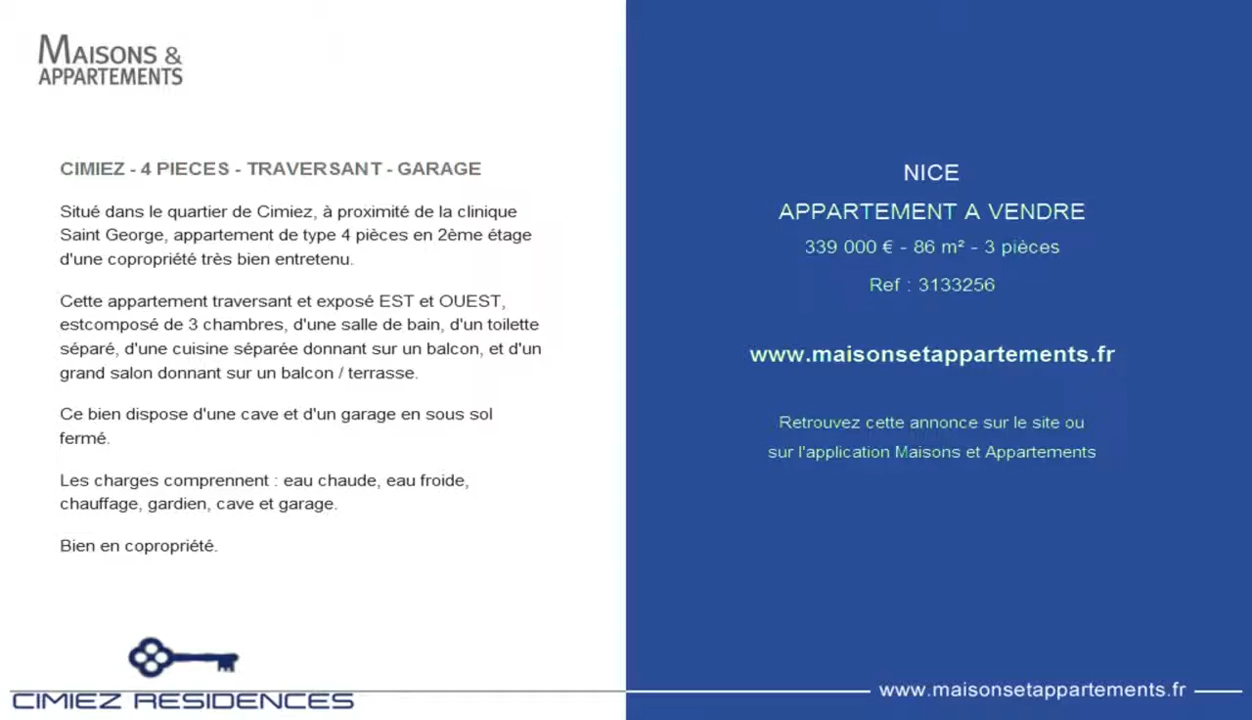 MAISONS &
APPARTEMENTS
CIMIEZ - 4 PIECES - TRAVERSANT - GARAGE
Situé dans le quartier de Cimiez, à proximité de la clinique
Saint George, appartement de type 4 pièces en 2ème étage
d'une copropriété très bien entretenu.
Cette appartement traversant et exposé EST et OUEST,
estcomposé de 3 chambres, d'une salle de bain, d'un toilette
séparé, d'une cuisine séparée donnant sur un balcon, et d'un
grand salon donnant sur un balcon / terrasse.
Ce bien dispose d'une cave et d'un garage en sous sol
fermé.
Les charges comprennent : eau chaude, eau froide,
chauffage, gardien, cave et garage.
Bien en copropriété.
CIMIEZ RESIDENCES
NICE
APPARTEMENT A VENDRE
339 000 € - 86 m² - 3 pièces
Ref : 3133256
www.maisonsetappartements.fr
Retrouvez cette annonce sur le site ou
sur l'application Maisons et Appartements
www.maisonsetappartements.fr